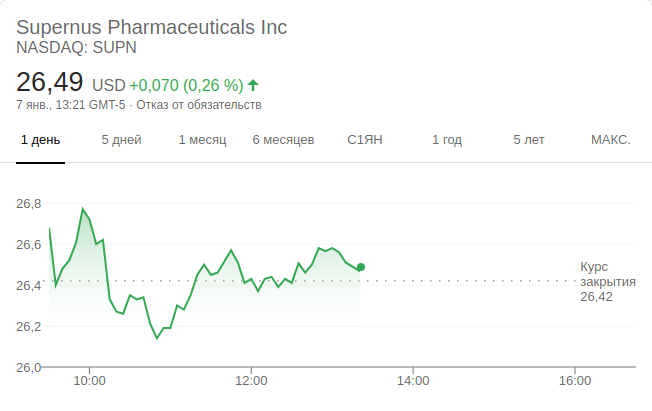 Supernus Pharmaceuticals Inc
NASDAQ: SUPN
26,49 USD +0,070 (0,26 %)
7 янв., 13:21 GMT-5 · Отказ от обязательств
1 день 5 дней 1 месяц 6 месяцев С1ЯН 1 год 5 лет МАКС.
26,8
26,6
26,4
26,2
26,0
Курс
закрытия
26,42
10:00 12:00 14:00 16:00